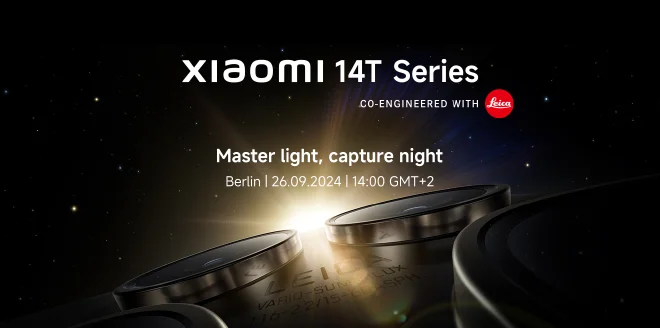 xiaomi 14T Series
CO-ENGINEERED WITH Leica
Master light, capture night
Berlin | 26.09.2024 | 14:00 GMT+2
LEICA